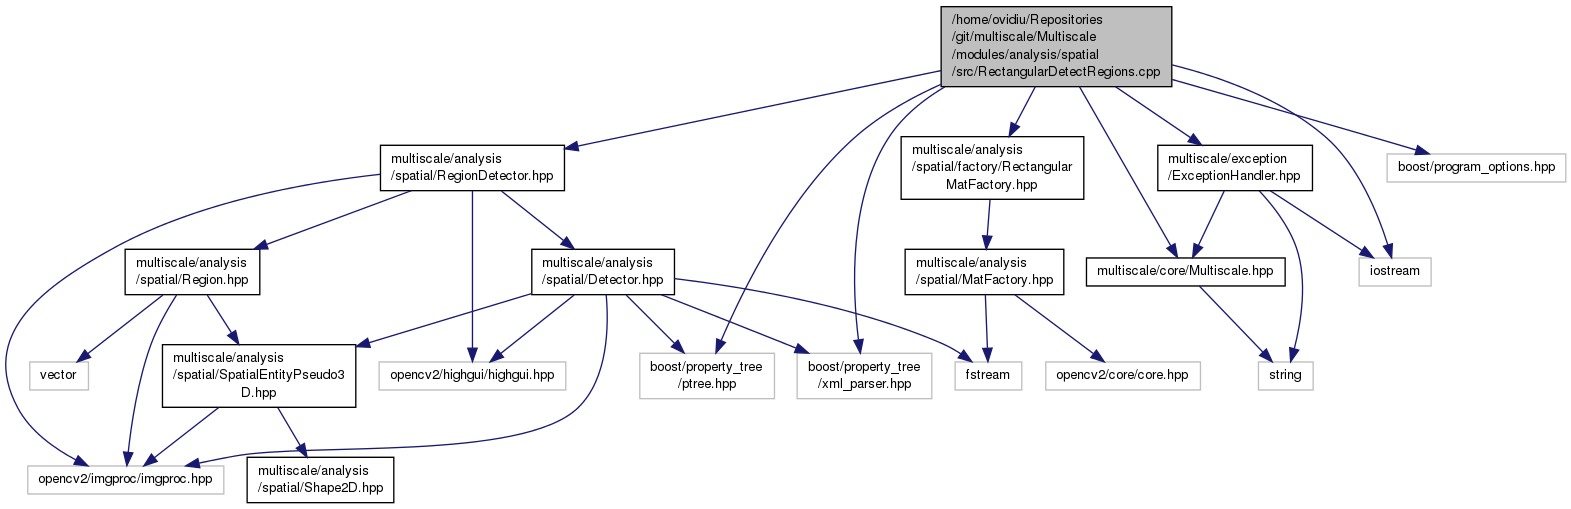 /home/ovidiu/Repositories
/git/multiscale/Multiscale
/modules/analysis/spatial
/src/RectangularDetectRegions.cpp
multiscale/analysis
/spatial/RegionDetector.hpp
multiscale/analysis
/spatial/factory/Rectangular
MatFactory.hpp
multiscale/exception
/ExceptionHandler.hpp
boost/program_options.hpp
multiscale/analysis
/spatial/Region.hpp
multiscale/analysis
/spatial/Detector.hpp
multiscale/analysis
/spatial/MatFactory.hpp
multiscale/core/Multiscale.hpp
iostream
vector
multiscale/analysis
/spatial/SpatialEntityPseudo3
D.hpp
opencv2/highgui/highgui.hpp
boost/property_tree
/ptree.hpp
boost/property_tree
/xml_parser.hpp
fstream
opencv2/core/core.hpp
string
opencv2/imgproc/imgproc.hpp
multiscale/analysis
/spatial/Shape2D.hpp